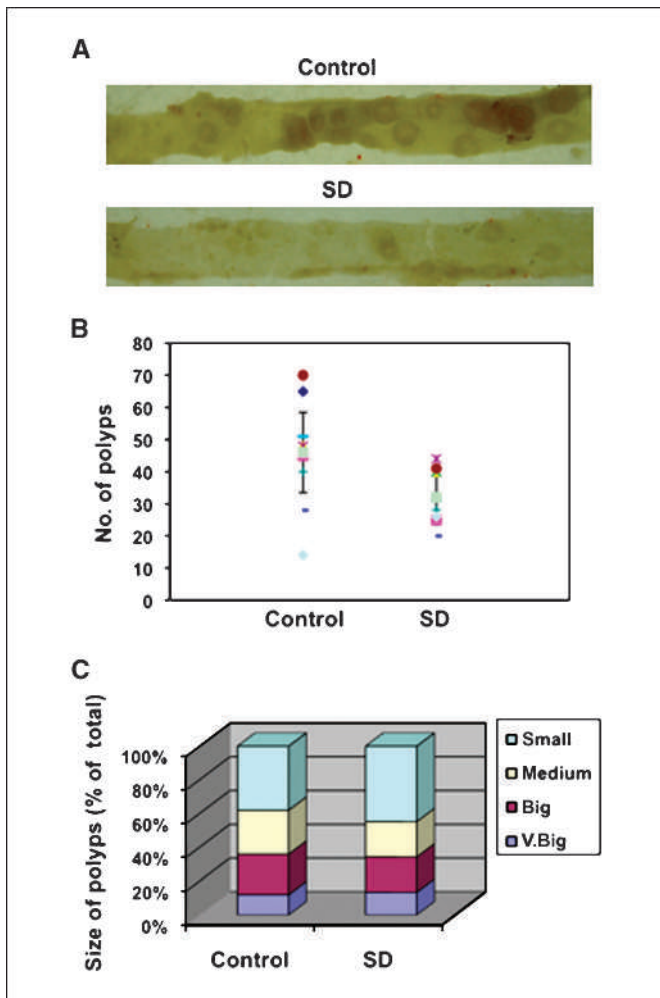 A
Control
SD
B
No. of polyps
80
70
60
50
40
30
20
10
0
Control SD
C
Size of polyps (% of total)
100%
80%
60%
40%
20%
0%
Control SD
Small
Medium
Big
V.Big